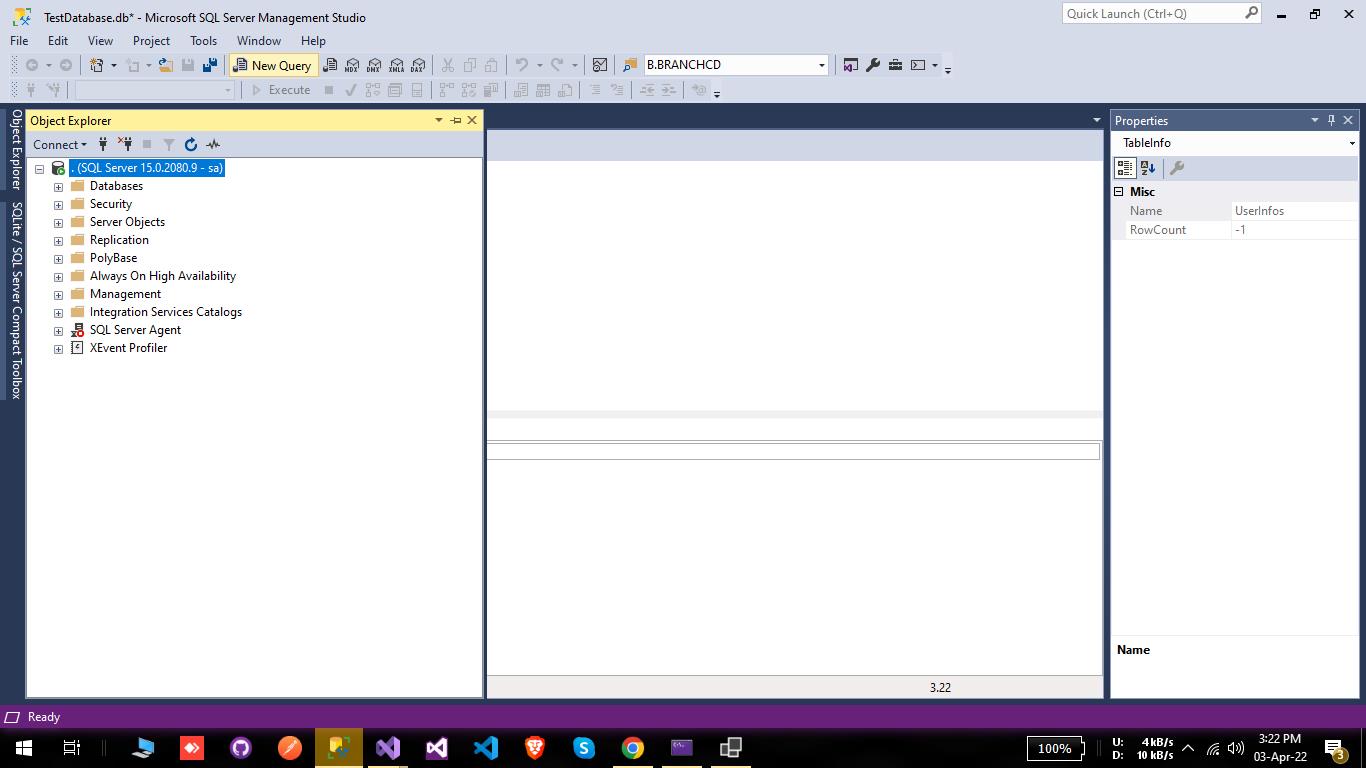 TestDatabase.db* - Microsoft SQL Server Management Studio
Quick Launch (Ctrl+Q)
File Edit View Project Tools Window Help
New Query MDX DMX XMLA DAX B.BRANCHCD
Execute
Object Explorer
SQLite / SQL Server Compact Toolbox
Object Explorer
Connect
. (SQL Server 15.0.2080.9 - sa)
Databases
Security
Server Objects
Replication
PolyBase
Always On High Availability
Management
Integration Services Catalogs
SQL Server Agent
XEvent Profiler
3.22
Properties
TableInfo
Misc
Name UserInfos
RowCount -1
Name
Ready
100%
U: 4 kB/s
D: 10 kB/s
3:22 PM
03-Apr-22
3